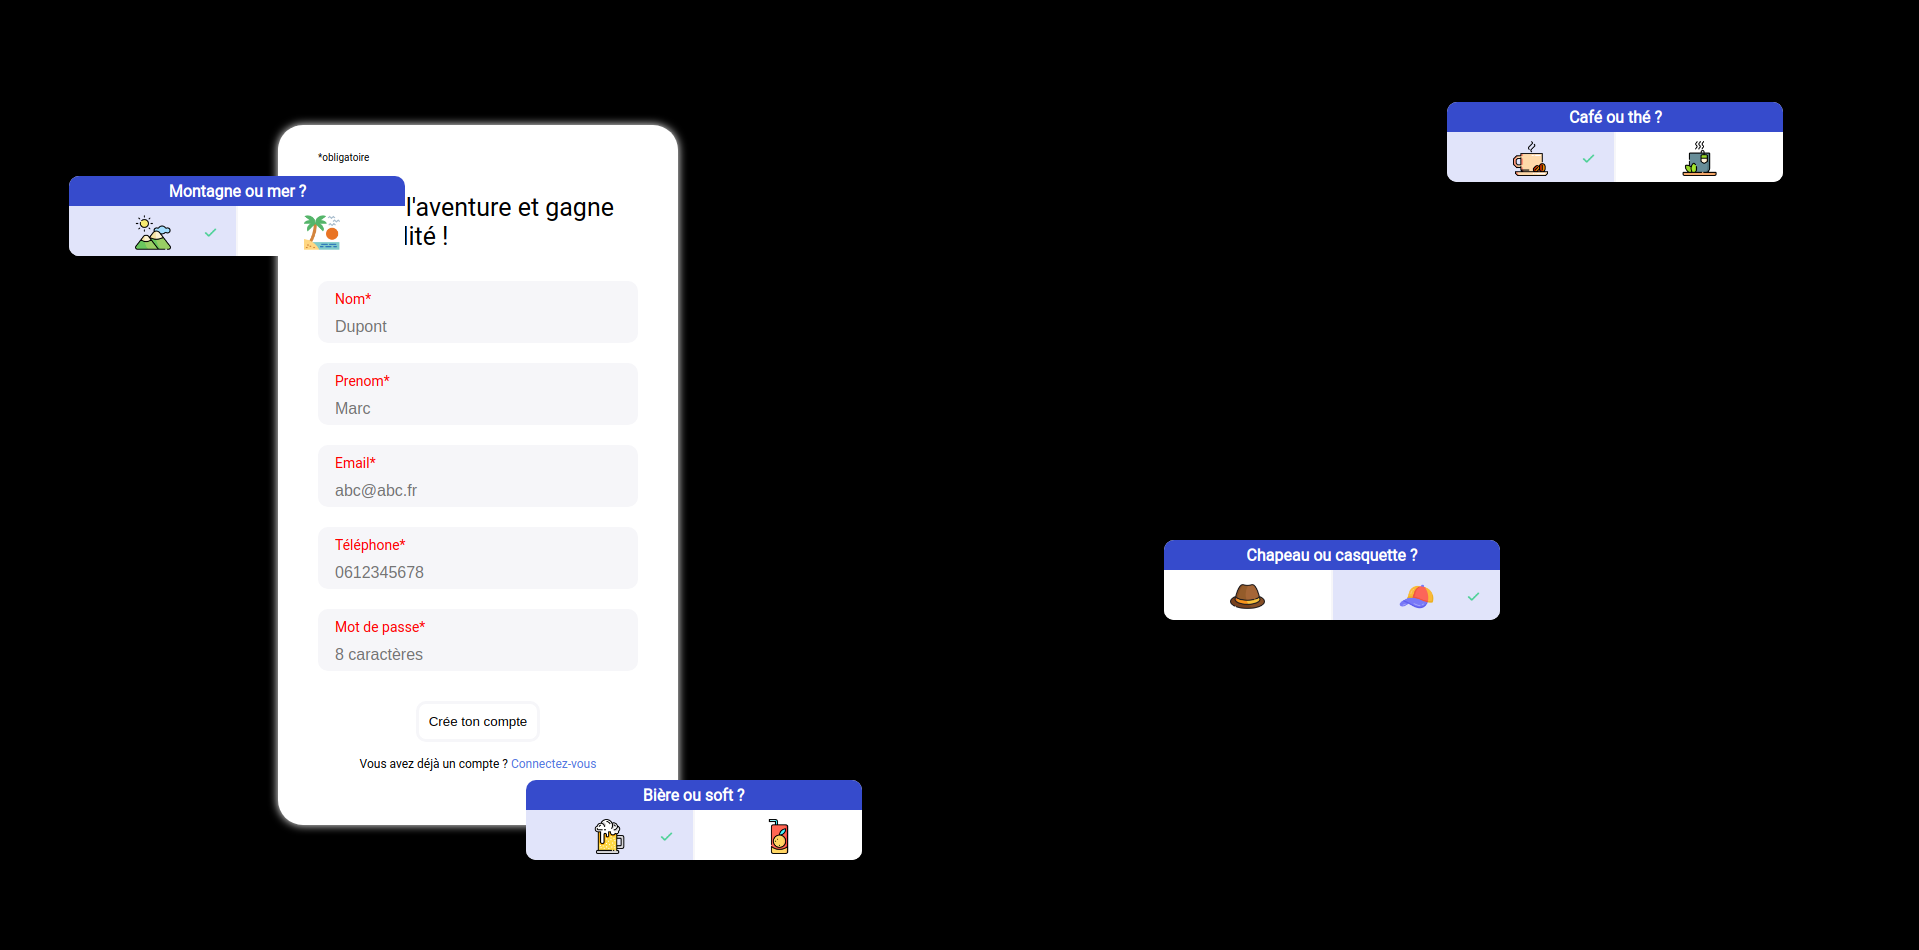 *obligatoire
Montagne ou mer ?
l'aventure et gagne
lité !
Nom*
Dupont
Prenom*
Marc
Email*
abc@abc.fr
Téléphone*
0612345678
Mot de passe*
8 caractères
Crée ton compte
Vous avez déjà un compte ? Connectez-vous
Bière ou soft ?
Café ou thé ?
Chapeau ou casquette ?